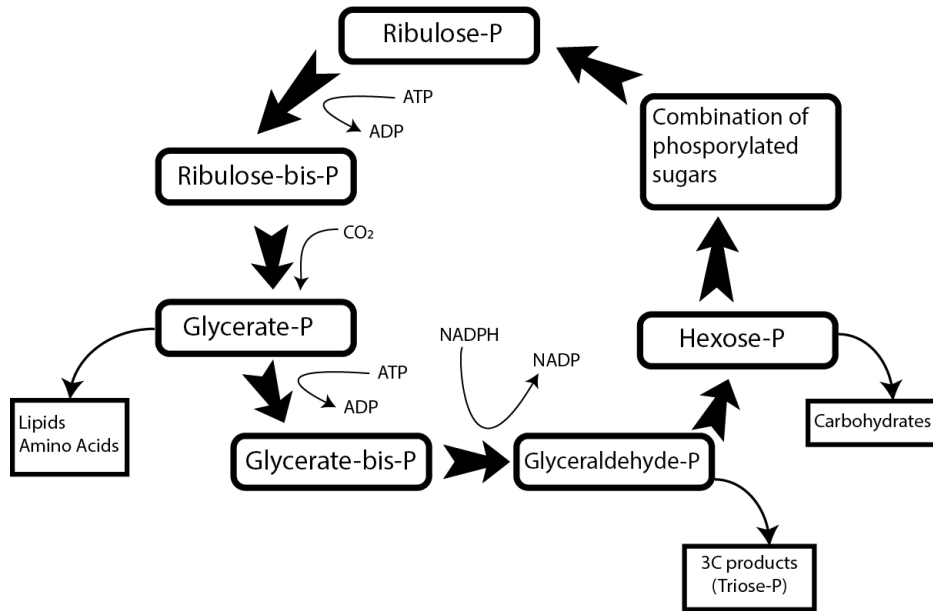 Ribulose-P
ATP
ADP
Combination of
phosporylated
sugars
Ribulose-bis-P
CO₂
Glycerate-P
NADPH
NADP
Hexose-P
ATP
ADP
Lipids
Amino Acids
Carbohydrates
Glycerate-bis-P
Glyceraldehyde-P
3C products
(Triose-P)